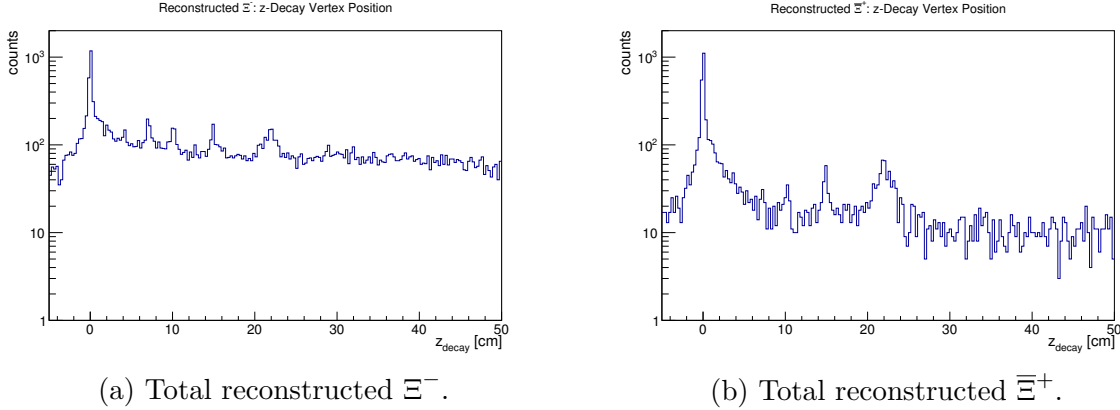 Reconstructed Ξ⁻: z-Decay Vertex Position
counts
10³
10²
10
1
0 10 20 30 40 50
z_decay [cm]
(a) Total reconstructed Ξ⁻.
Reconstructed Ξ̅⁺: z-Decay Vertex Position
counts
10³
10²
10
1
0 10 20 30 40 50
z_decay [cm]
(b) Total reconstructed Ξ̅⁺.